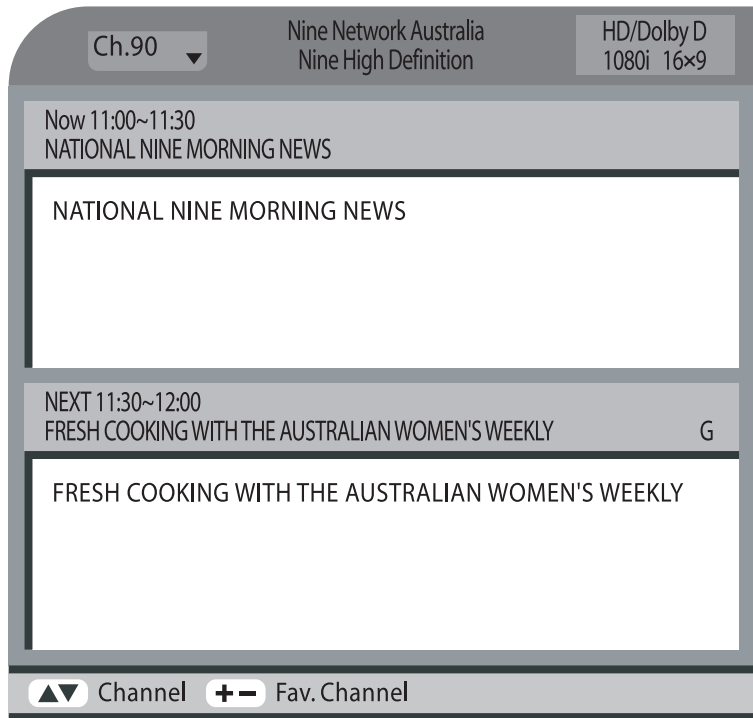 Ch.90 ▼
Nine Network Australia
Nine High Definition
HD/Dolby D
1080i 16×9
Now 11:00~11:30
NATIONAL NINE MORNING NEWS
NATIONAL NINE MORNING NEWS
NEXT 11:30~12:00
FRESH COOKING WITH THE AUSTRALIAN WOMEN'S WEEKLY G
FRESH COOKING WITH THE AUSTRALIAN WOMEN'S WEEKLY
▲▼ Channel +− Fav. Channel